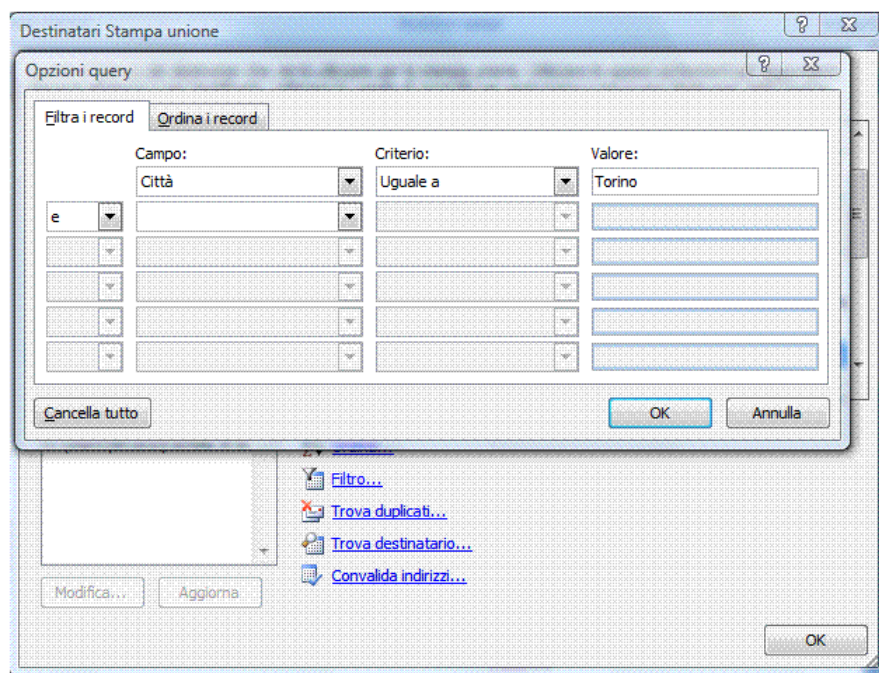 Destinatari Stampa unione
Opzioni query
Filtra i record
Ordina i record
Campo:
Criterio:
Valore:
Città
Uguale a
Torino
e
Cancella tutto
OK
Annulla
Filtro...
Trova duplicati...
Trova destinatario...
Convalida indirizzi...
Modifica...
Aggiorna
OK